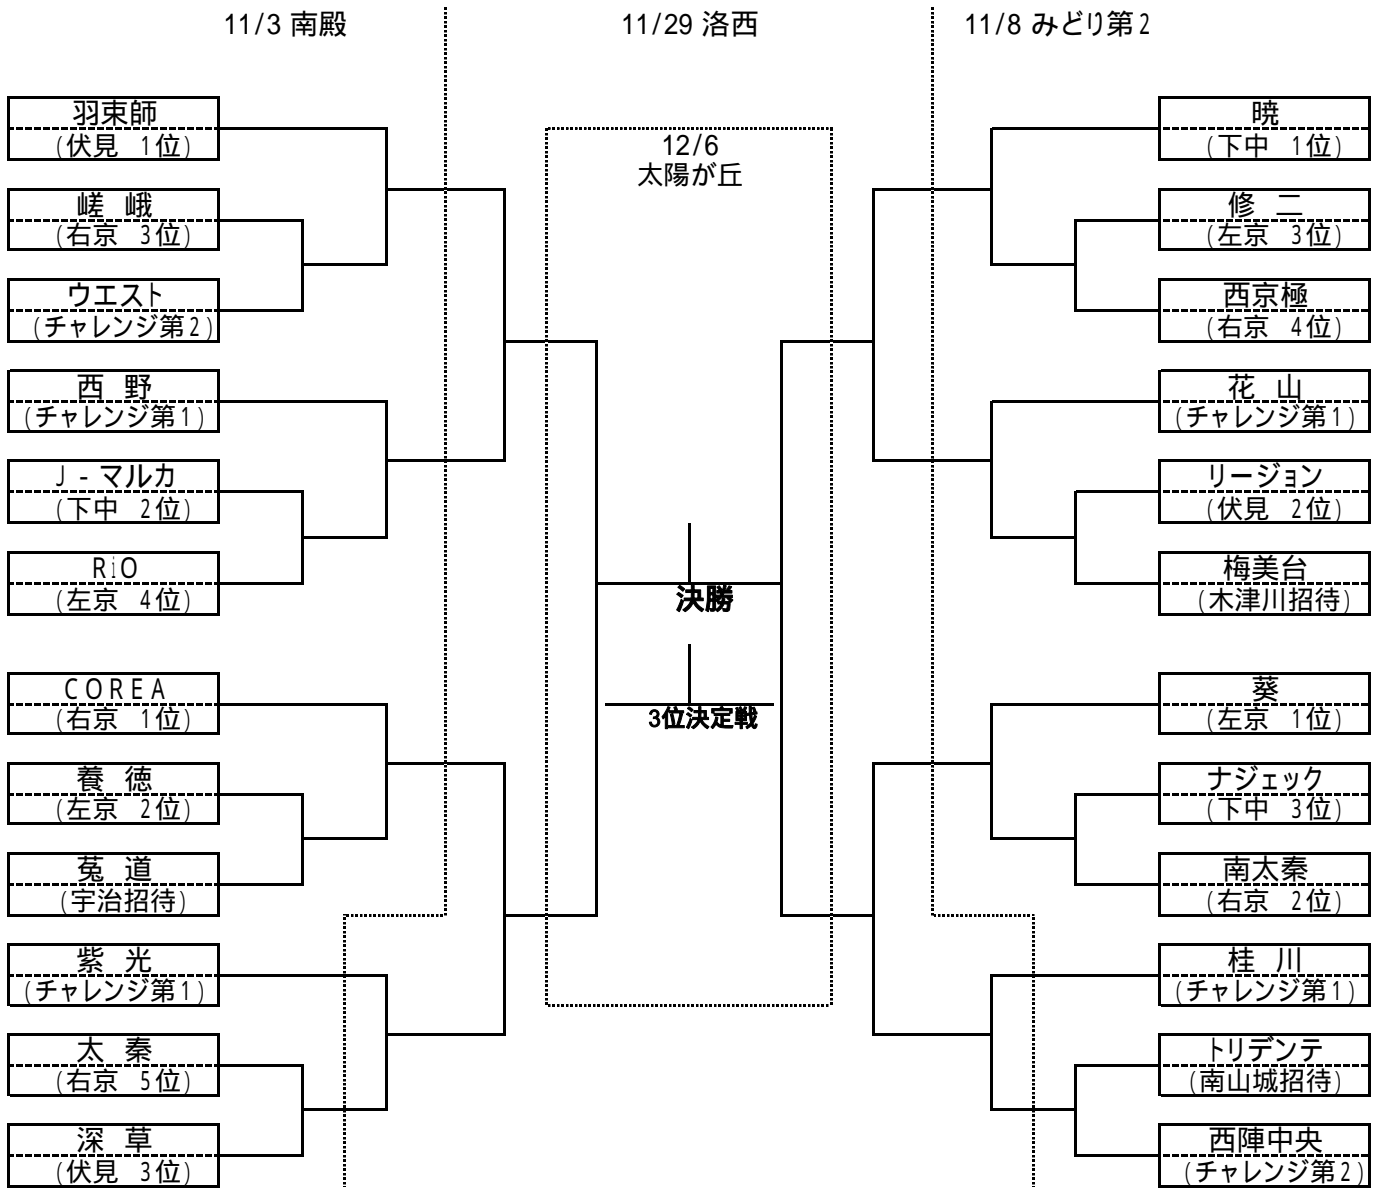 11/3 南殿
11/29 洛西
11/8 みどり第2
12/6
太陽が丘
羽束師
(伏見 1位)
嵯 峨
(右京 3位)
ウエスト
(チャレンジ第2)
西 野
(チャレンジ第1)
J-マルカ
(下中 2位)
RiO
(左京 4位)
COREA
(右京 1位)
養 徳
(左京 2位)
菟 道
(宇治招待)
紫 光
(チャレンジ第1)
太 秦
(右京 5位)
深 草
(伏見 3位)
決勝
3位決定戦
暁
(下中 1位)
修 二
(左京 3位)
西京極
(右京 4位)
花 山
(チャレンジ第1)
リージョン
(伏見 2位)
梅美台
(木津川招待)
葵
(左京 1位)
ナジェック
(下中 3位)
南太秦
(右京 2位)
桂 川
(チャレンジ第1)
トリデンテ
(南山城招待)
西陣中央
(チャレンジ第2)